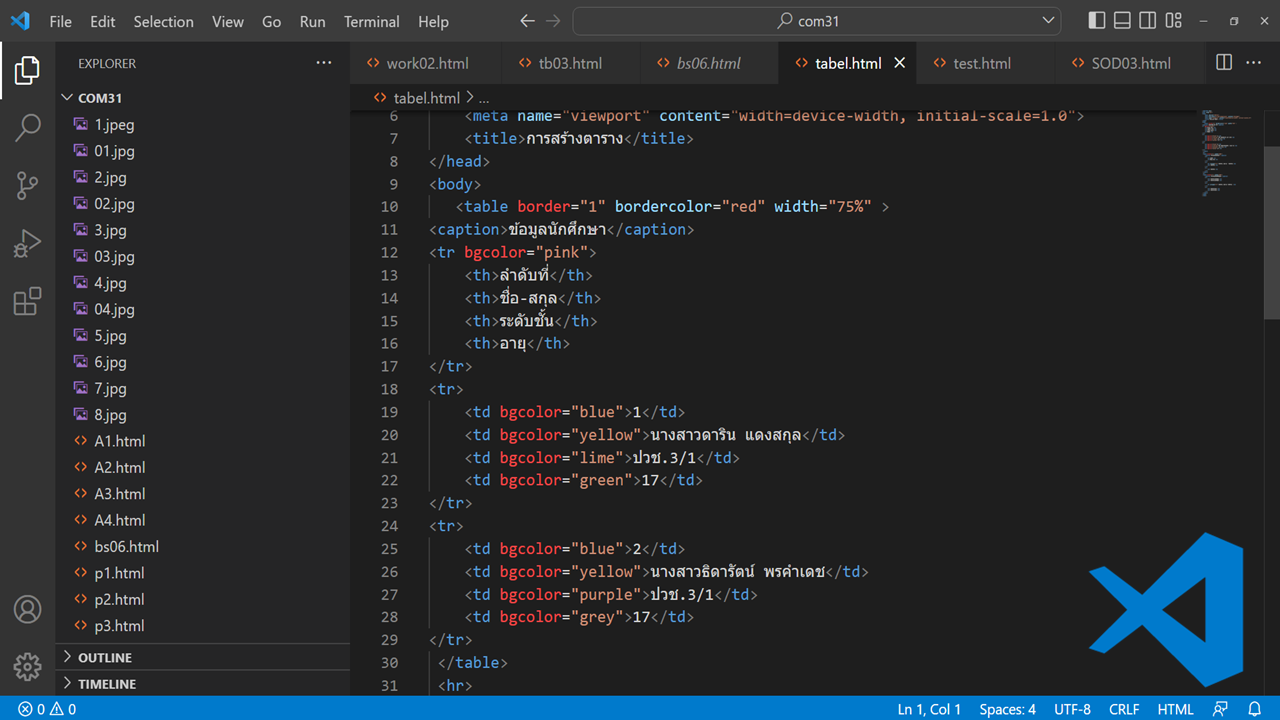 File Edit Selection View Go Run Terminal Help
com31
EXPLORER
COM31
1.jpeg
01.jpg
2.jpg
02.jpg
3.jpg
03.jpg
4.jpg
04.jpg
5.jpg
6.jpg
7.jpg
8.jpg
A1.html
A2.html
A3.html
A4.html
bs06.html
p1.html
p2.html
p3.html
OUTLINE
TIMELINE
work02.html tb03.html bs06.html tabel.html test.html SOD03.html
tabel.html > ...
6 <meta name="viewport" content="width=device-width, initial-scale=1.0">
7 <title>การสร้างตาราง</title>
8 </head>
9 <body>
10 <table border="1" bordercolor="red" width="75%" >
11 <caption>ข้อมูลนักศึกษา</caption>
12 <tr bgcolor="pink">
13 <th>ลำดับที่</th>
14 <th>ชื่อ-สกุล</th>
15 <th>ระดับชั้น</th>
16 <th>อายุ</th>
17 </tr>
18 <tr>
19 <td bgcolor="blue">1</td>
20 <td bgcolor="yellow">นางสาวดาริน แดงสกุล</td>
21 <td bgcolor="lime">ปวช.3/1</td>
22 <td bgcolor="green">17</td>
23 </tr>
24 <tr>
25 <td bgcolor="blue">2</td>
26 <td bgcolor="yellow">นางสาวธิดารัตน์ พรคำเดช</td>
27 <td bgcolor="purple">ปวช.3/1</td>
28 <td bgcolor="grey">17</td>
29 </tr>
30 </table>
31 <hr>
0 0
Ln 1, Col 1 Spaces: 4 UTF-8 CRLF HTML